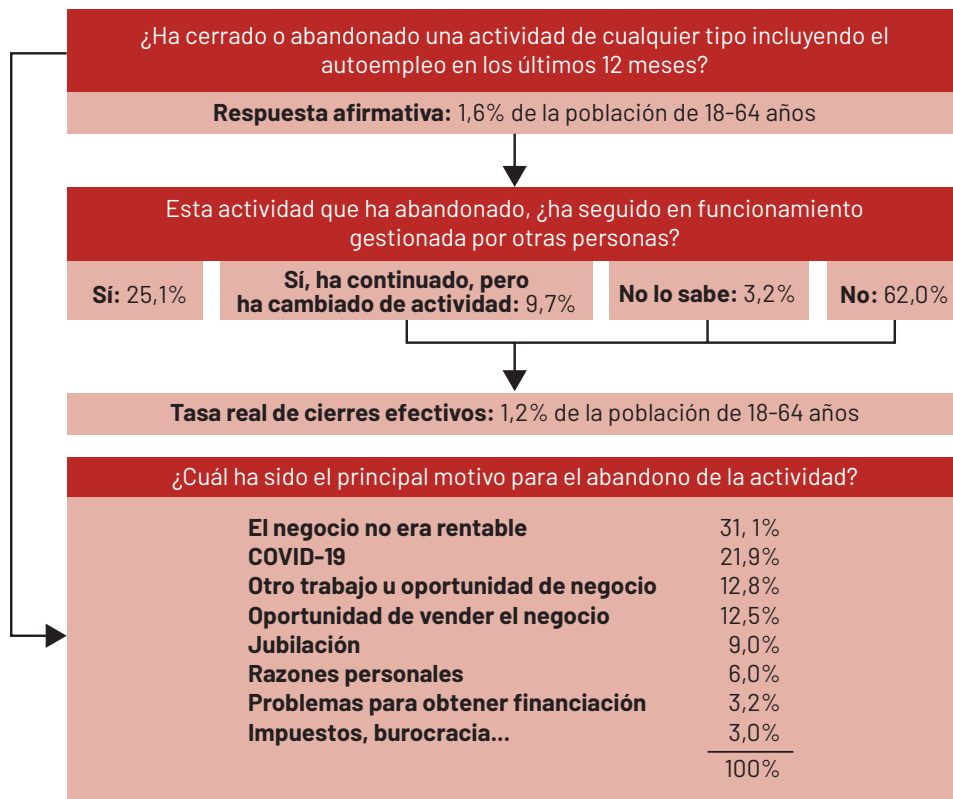 ¿Ha cerrado o abandonado una actividad de cualquier tipo incluyendo el
autoempleo en los últimos 12 meses?
Respuesta afirmativa: 1,6% de la población de 18-64 años
Esta actividad que ha abandonado, ¿ha seguido en funcionamiento
gestionada por otras personas?
Sí: 25,1%
Sí, ha continuado, pero
ha cambiado de actividad: 9,7%
No lo sabe: 3,2%
No: 62,0%
Tasa real de cierres efectivos: 1,2% de la población de 18-64 años
¿Cuál ha sido el principal motivo para el abandono de la actividad?
El negocio no era rentable 31, 1%
COVID-19 21,9%
Otro trabajo u oportunidad de negocio 12,8%
Oportunidad de vender el negocio 12,5%
Jubilación 9,0%
Razones personales 6,0%
Problemas para obtener financiación 3,2%
Impuestos, burocracia... 3,0%
100%